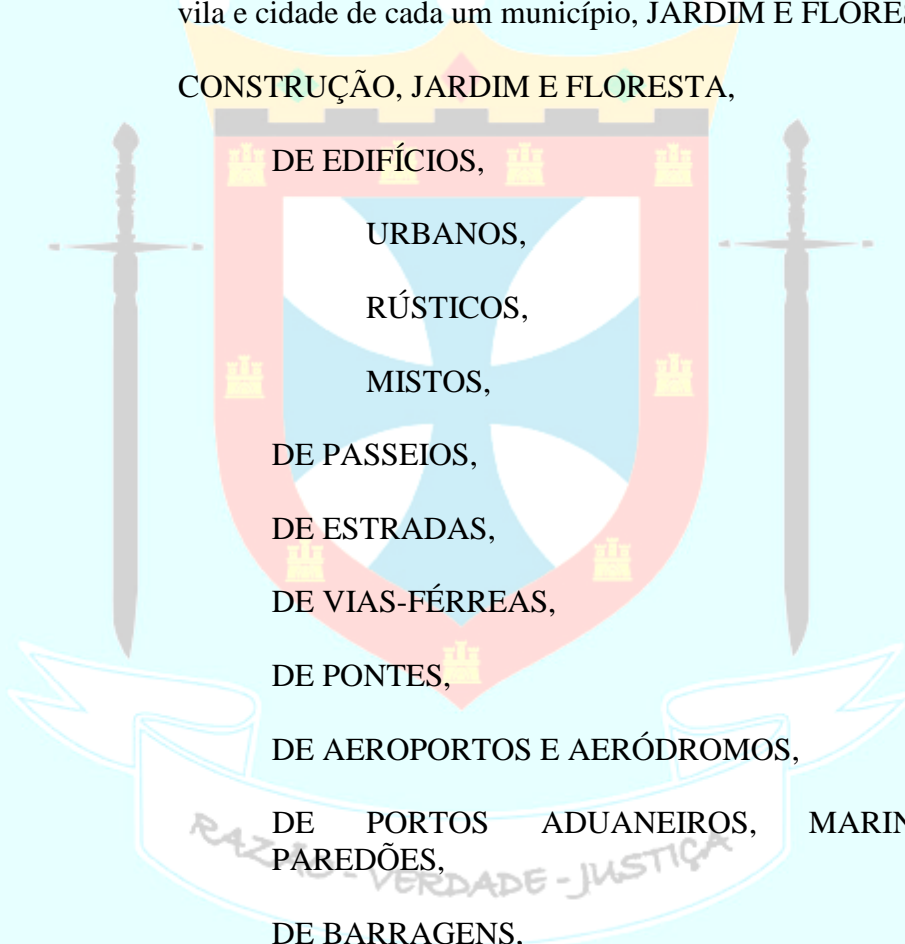 vila e cidade de cada um município, JARDIM E
CONSTRUÇÃO, JARDIM E FLORESTA,
DE EDIFÍCIOS,
URBANOS,
RÚSTICOS,
MISTOS,
DE PASSEIOS,
DE ESTRADAS,
DE VIAS-FÉRREAS,
DE PONTES,
DE AEROPORTOS E AERÓDROMOS,
DE PORTOS ADUANEIROS,
PAREDÕES,
RAZÃO - VERDADE - JUSTIÇA
DE BARRAGENS,